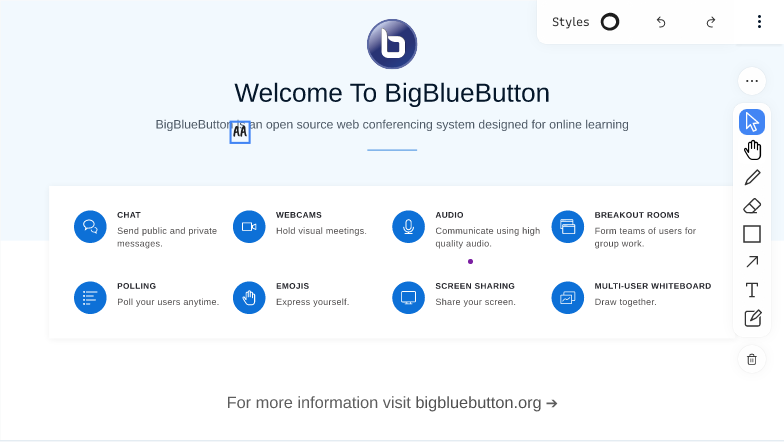 Styles
Welcome To BigBlueButton
BigBlueButton is an open source web conferencing system designed for online learning
AA
CHAT
Send public and private
messages.
WEBCAMS
Hold visual meetings.
AUDIO
Communicate using high
quality audio.
BREAKOUT ROOMS
Form teams of users for
group work.
POLLING
Poll your users anytime.
EMOJIS
Express yourself.
SCREEN SHARING
Share your screen.
MULTI-USER WHITEBOARD
Draw together.
For more information visit bigbluebutton.org →